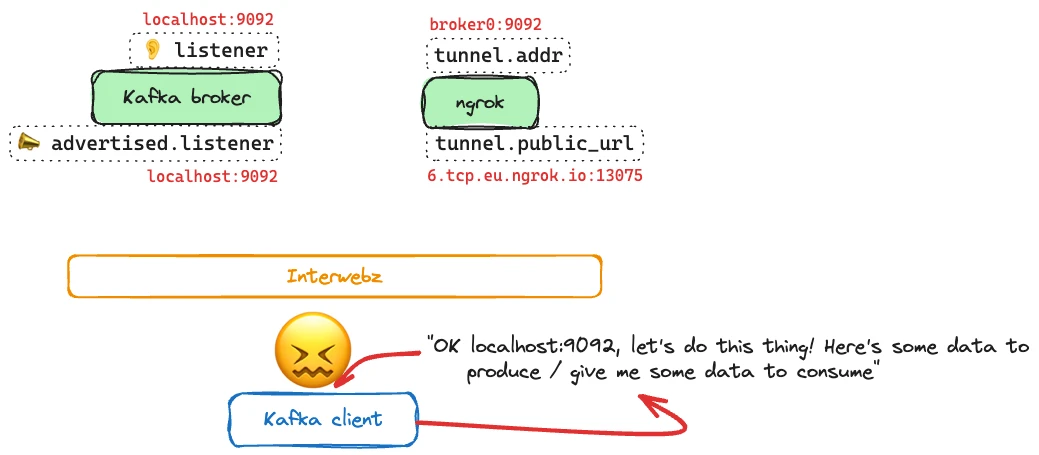 localhost:9092
listener
Kafka broker
advertised.listener
localhost:9092
broker0:9092
tunnel.addr
ngrok
tunnel.public_url
6.tcp.eu.ngrok.io:13075
Interwebz
"OK localhost:9092, let's do this thing! Here's some data to
produce / give me some data to consume"
Kafka client